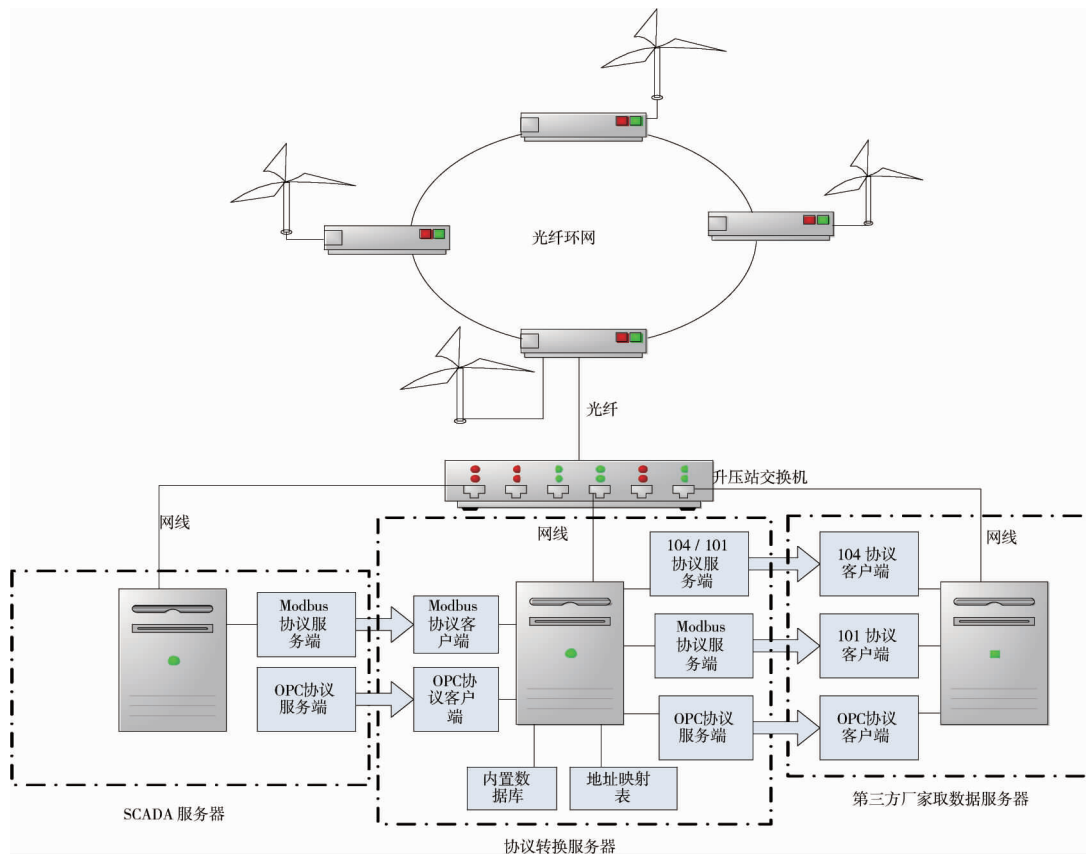 光纤环网
光纤
升压站交换机
网线
网线
网线
Modbus
协议服
务端
OPC协议
服务端
SCADA 服务器
Modbus
协议客
户端
OPC协
议客户
端
104 / 101
协议服
务端
Modbus
协议服
务端
OPC协议
服务端
内置数
据库
地址映射
表
协议转换服务器
104 协议
客户端
101 协议
客户端
OPC协议
客户端
第三方厂家取数据服务器